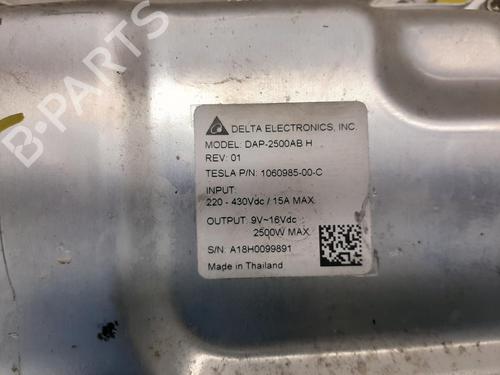 B-PARTS
DELTA ELECTRONICS, INC.
MODEL: DAP-2500AB H
REV: 01
TESLA P/N: 1060985-00-C
INPUT:
220 - 430Vdc / 15A MAX.
OUTPUT: 9V~16Vdc
2500W MAX.
S/N: A18H0099891
Made in Thailand